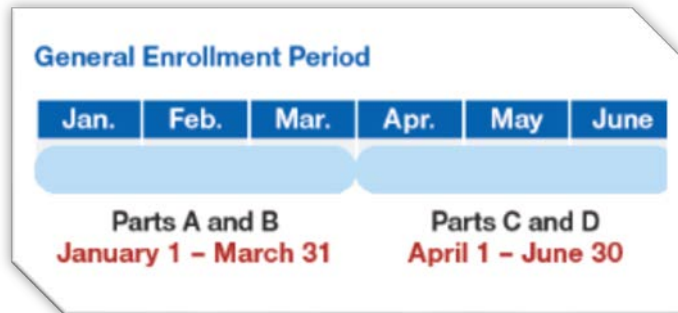 General Enrollment Period
Jan. Feb. Mar. Apr. May June
Parts A and B Parts C and D
January 1 – March 31 April 1 – June 30